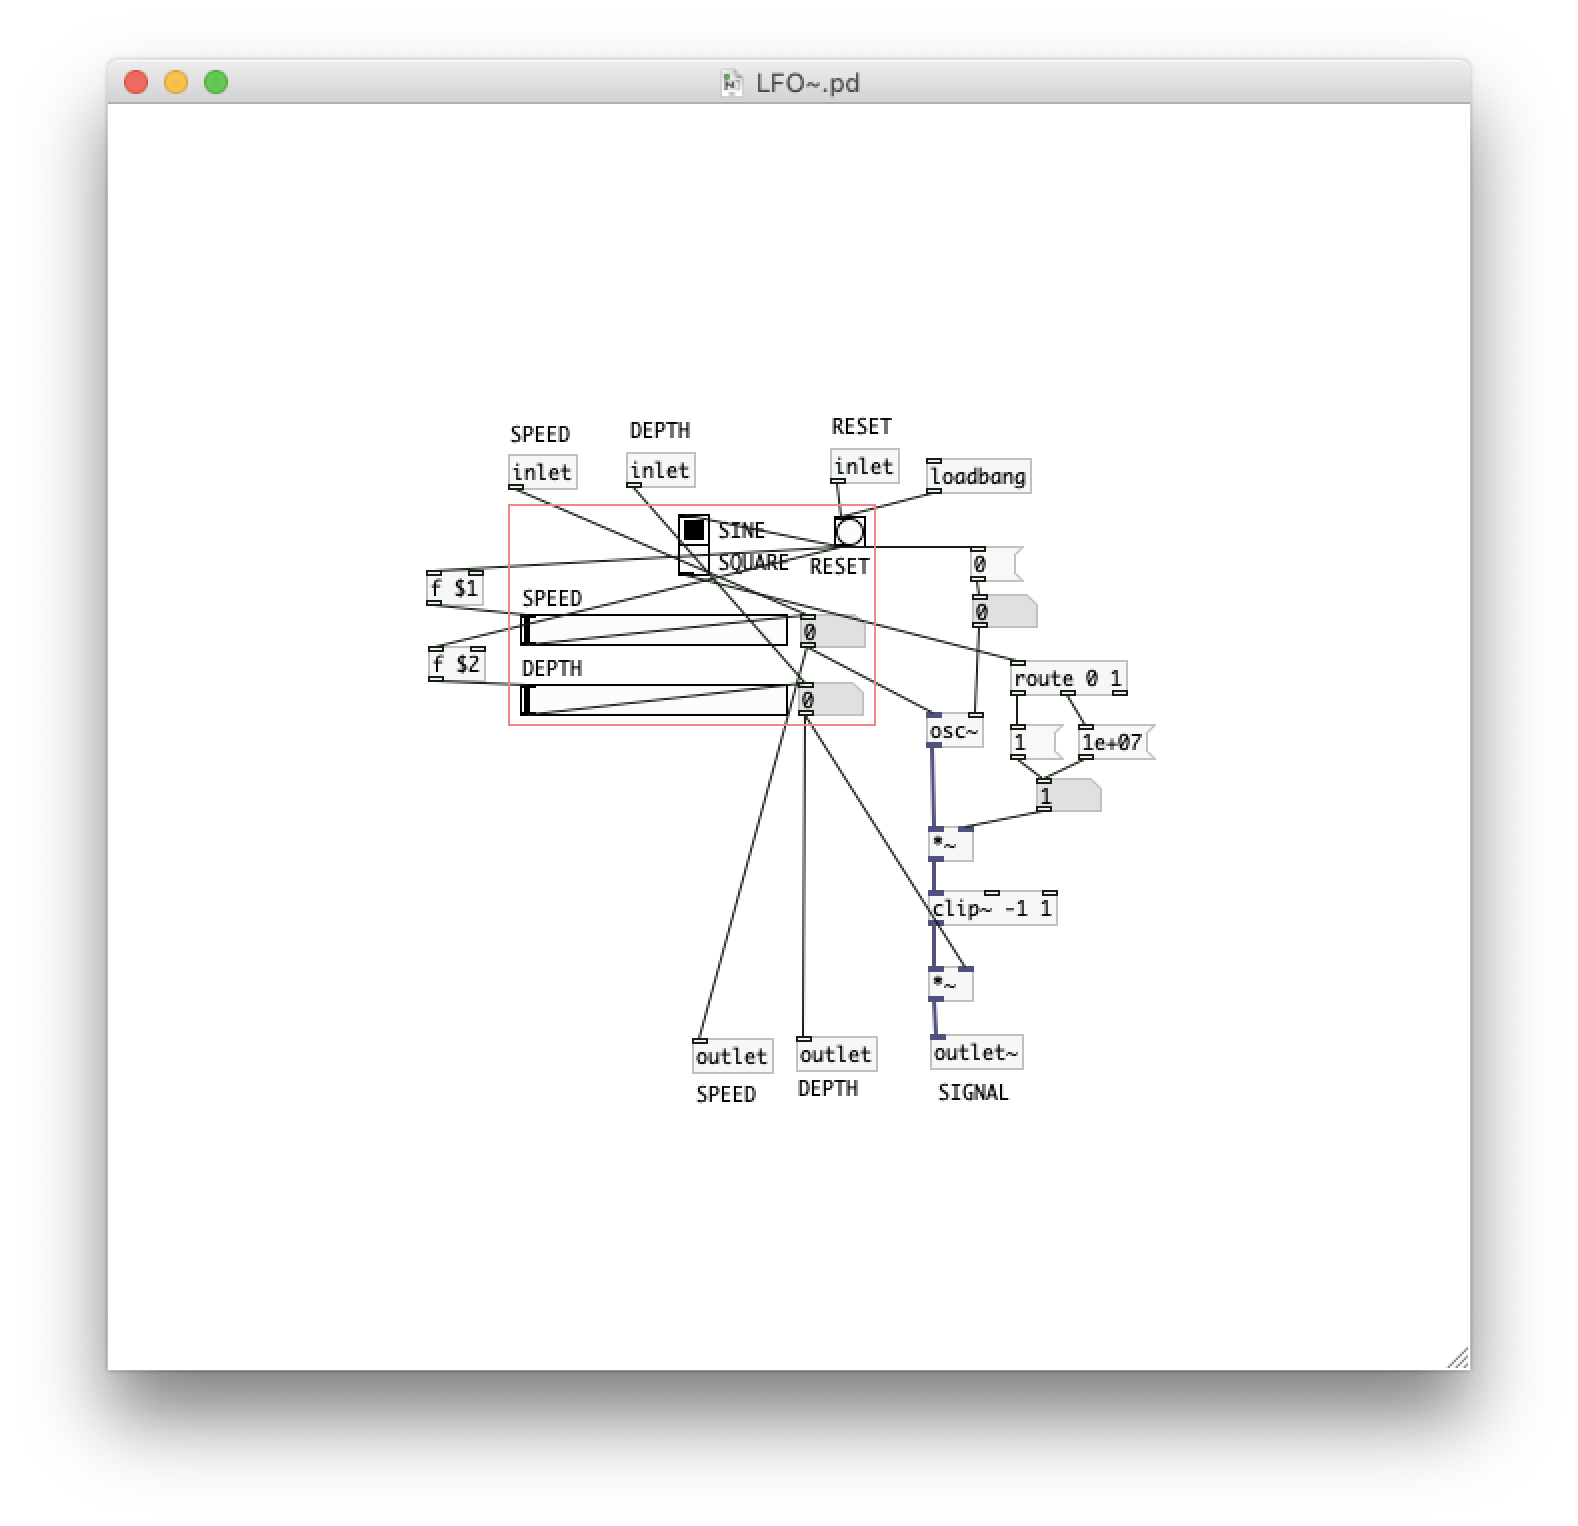 LFO~.pd
SPEED
DEPTH
RESET
inlet
inlet
inlet
loadbang
SINE
SQUARE
RESET
0
f $1
SPEED
0
0
f $2
DEPTH
route 0 1
0
osc~
1
1e+07
1
*~
clip~ -1 1
*~
outlet
outlet
outlet~
SPEED
DEPTH
SIGNAL